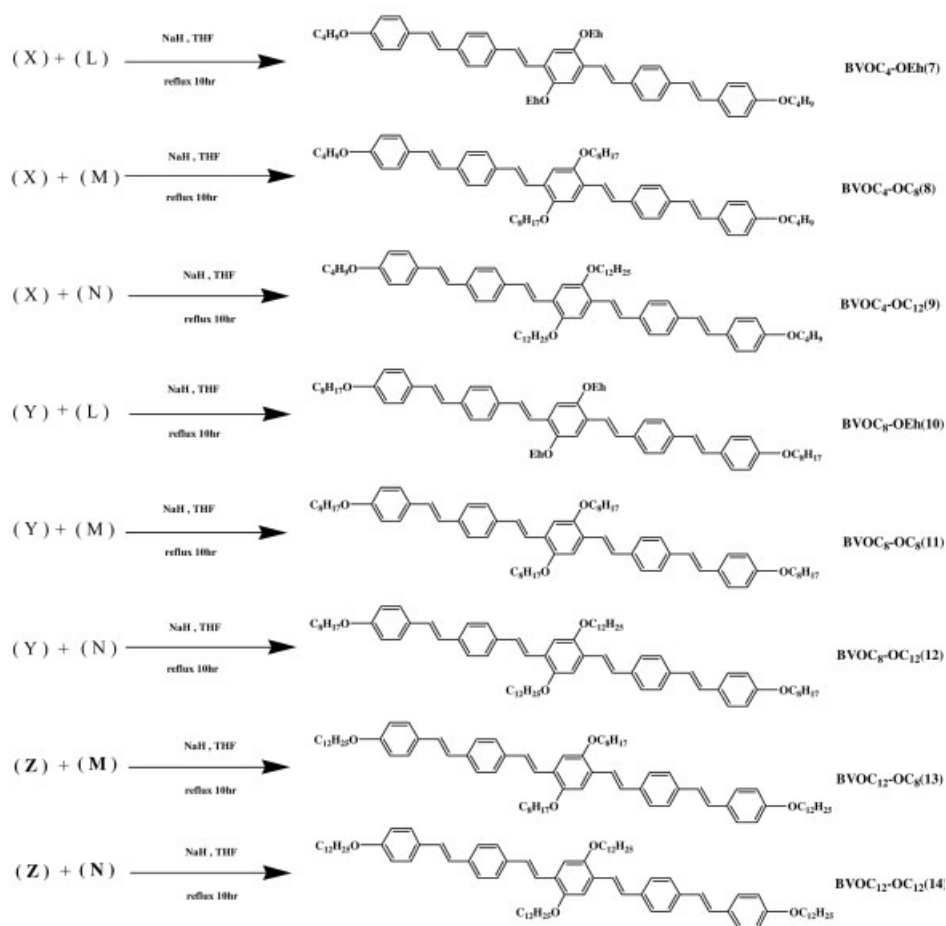 (X) + (L)
NaH , THF
reflux 10hr
C₄H₉O
OEh
EhO
OC₄H₉
BVOC₄-OEh(7)
(X) + (M)
NaH , THF
reflux 10hr
C₄H₉O
OC₈H₁₇
C₈H₁₇O
OC₄H₉
BVOC₄-OC₈(8)
(X) + (N)
NaH , THF
reflux 10hr
C₄H₉O
OC₁₂H₂₅
C₁₂H₂₅O
OC₄H₉
BVOC₄-OC₁₂(9)
(Y) + (L)
NaH , THF
reflux 10hr
C₈H₁₇O
OEh
EhO
OC₈H₁₇
BVOC₈-OEh(10)
(Y) + (M)
NaH , THF
reflux 10hr
C₈H₁₇O
OC₈H₁₇
C₈H₁₇O
OC₈H₁₇
BVOC₈-OC₈(11)
(Y) + (N)
NaH , THF
reflux 10hr
C₈H₁₇O
OC₁₂H₂₅
C₁₂H₂₅O
OC₈H₁₇
BVOC₈-OC₁₂(12)
(Z) + (M)
NaH , THF
reflux 10hr
C₁₂H₂₅O
OC₈H₁₇
C₈H₁₇O
OC₁₂H₂₅
BVOC₁₂-OC₈(13)
(Z) + (N)
NaH , THF
reflux 10hr
C₁₂H₂₅O
OC₁₂H₂₅
C₁₂H₂₅O
OC₁₂H₂₅
BVOC₁₂-OC₁₂(14)